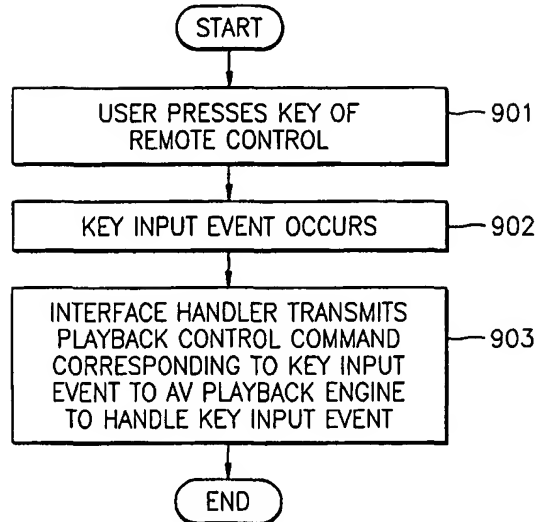 START
USER PRESSES KEY OF
REMOTE CONTROL
901
KEY INPUT EVENT OCCURS
902
INTERFACE HANDLER TRANSMITS
PLAYBACK CONTROL COMMAND
CORRESPONDING TO KEY INPUT
EVENT TO AV PLAYBACK ENGINE
TO HANDLE KEY INPUT EVENT
903
END